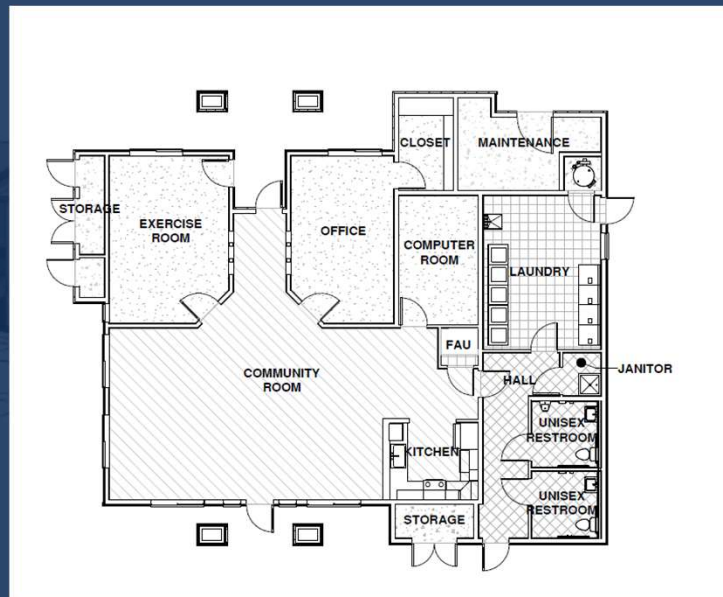 CLOSET
MAINTENANCE
STORAGE
EXERCISE
ROOM
OFFICE
COMPUTER
ROOM
LAUNDRY
FAU
COMMUNITY
ROOM
HALL
JANITOR
KITCHEN
UNISEX
RESTROOM
UNISEX
RESTROOM
STORAGE